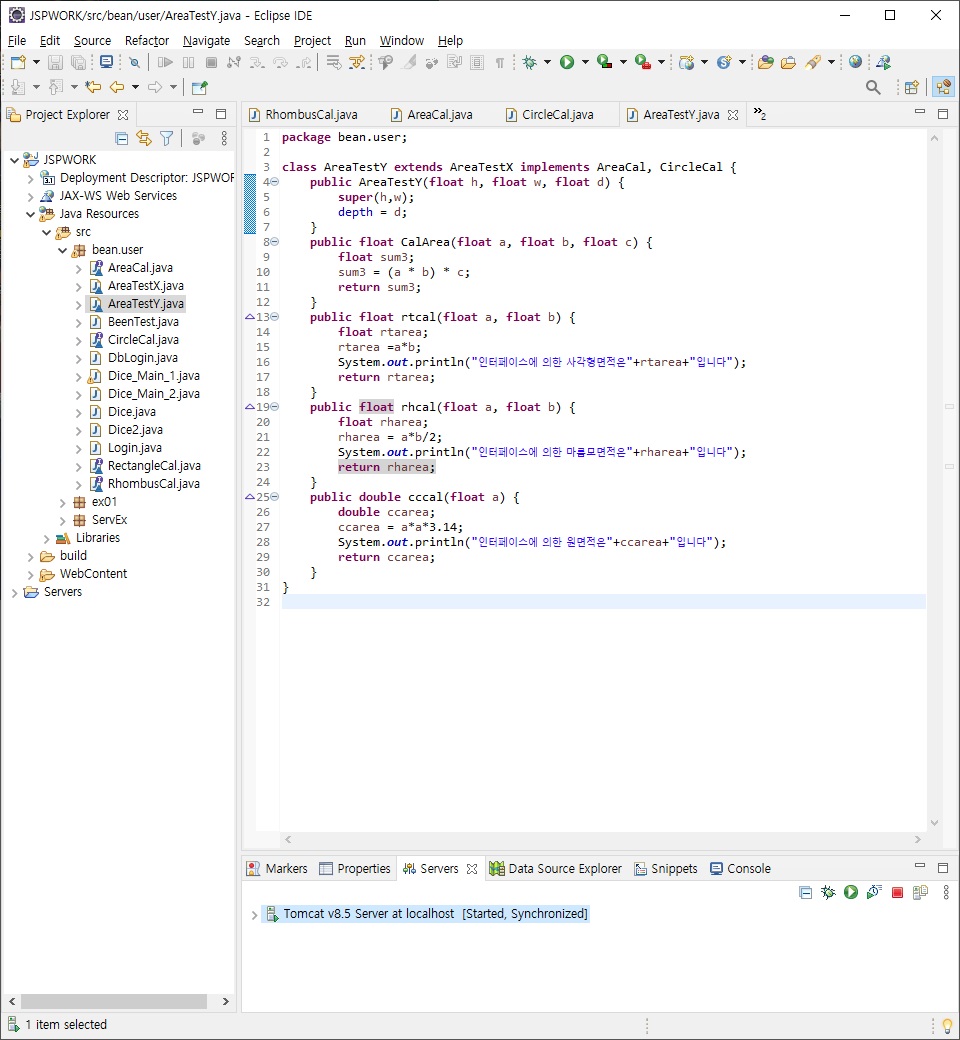 JSPWORK/src/bean/user/AreaTestY.java - Eclipse IDE
File Edit Source Refactor Navigate Search Project Run Window Help
Project Explorer
JSPWORK
Deployment Descriptor: JSPWOR
JAX-WS Web Services
Java Resources
src
bean.user
AreaCal.java
AreaTestX.java
AreaTestY.java
BeenTest.java
CircleCal.java
DbLogin.java
Dice_Main_1.java
Dice_Main_2.java
Dice.java
Dice2.java
Login.java
RectangleCal.java
RhombusCal.java
ex01
ServEx
Libraries
build
WebContent
Servers
RhombusCal.java AreaCal.java CircleCal.java AreaTestY.java »2
1 package bean.user;
2
3 class AreaTestY extends AreaTestX implements AreaCal, CircleCal {
4 public AreaTestY(float h, float w, float d) {
5 super(h,w);
6 depth = d;
7 }
8 public float CalArea(float a, float b, float c) {
9 float sum3;
10 sum3 = (a * b) * c;
11 return sum3;
12 }
13 public float rtcal(float a, float b) {
14 float rtarea;
15 rtarea =a*b;
16 System.out.println("인터페이스에 의한 사각형면적은"+rtarea+"입니다");
17 return rtarea;
18 }
19 public float rhcal(float a, float b) {
20 float rharea;
21 rharea = a*b/2;
22 System.out.println("인터페이스에 의한 마름모면적은"+rharea+"입니다");
23 return rharea;
24 }
25 public double cccal(float a) {
26 double ccarea;
27 ccarea = a*a*3.14;
28 System.out.println("인터페이스에 의한 원면적은"+ccarea+"입니다");
29 return ccarea;
30 }
31 }
32
Markers Properties Servers Data Source Explorer Snippets Console
Tomcat v8.5 Server at localhost [Started, Synchronized]
1 item selected